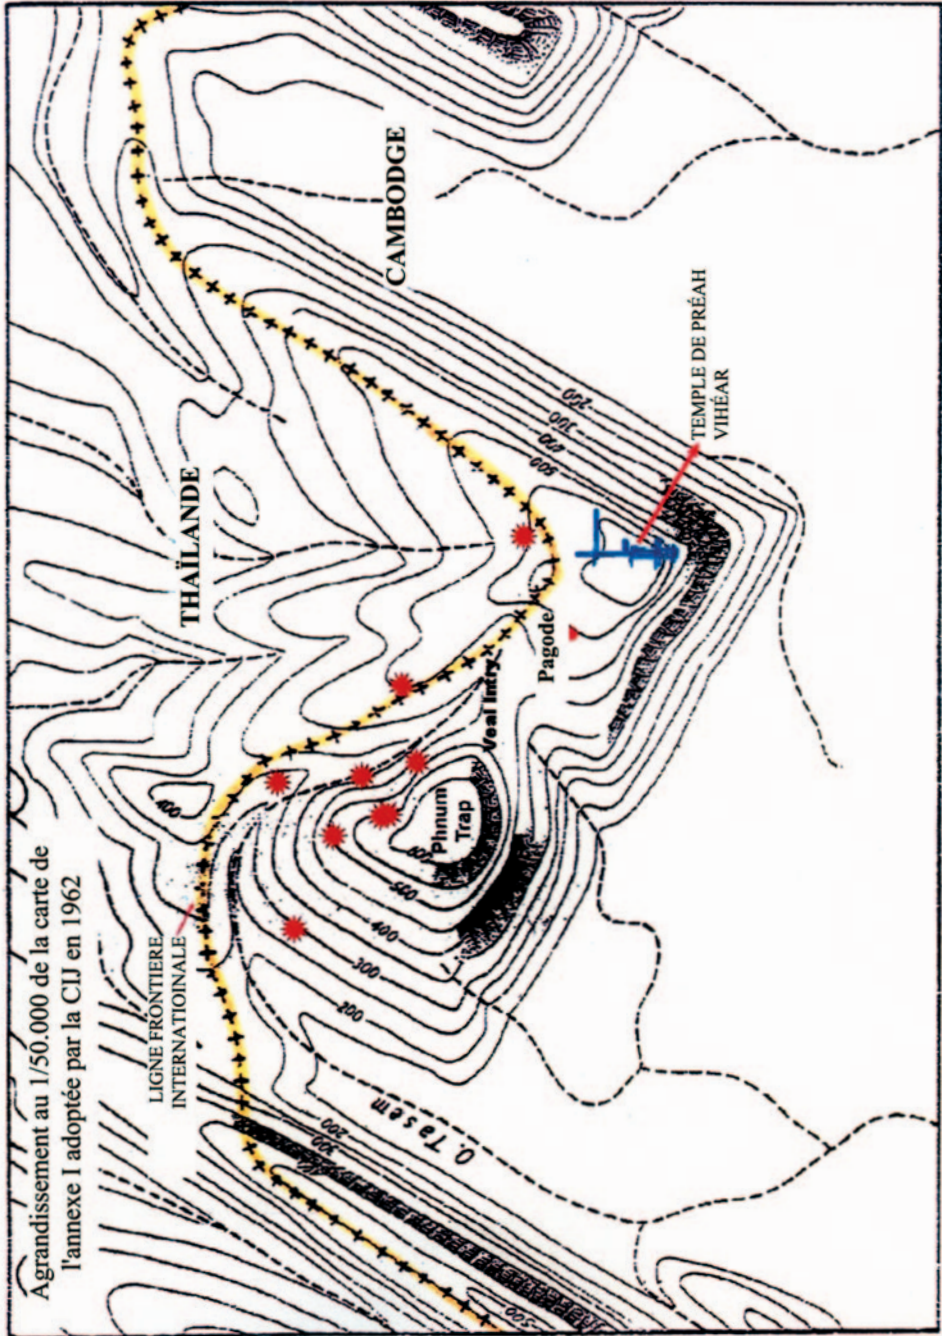 Agrandissement au 1/50.000 de la carte de
l'annexe I adoptée par la CIJ en 1962
LIGNE FRONTIERE
INTERNATIOINALE
THAÏLANDE
CAMBODGE
400
Phnum
Trap
500
400
300
200
Veal Intry
Pagode
500
400
300
200
TEMPLE DE PRÉAH
VIHÉAR
O. Tasem
200
300
300